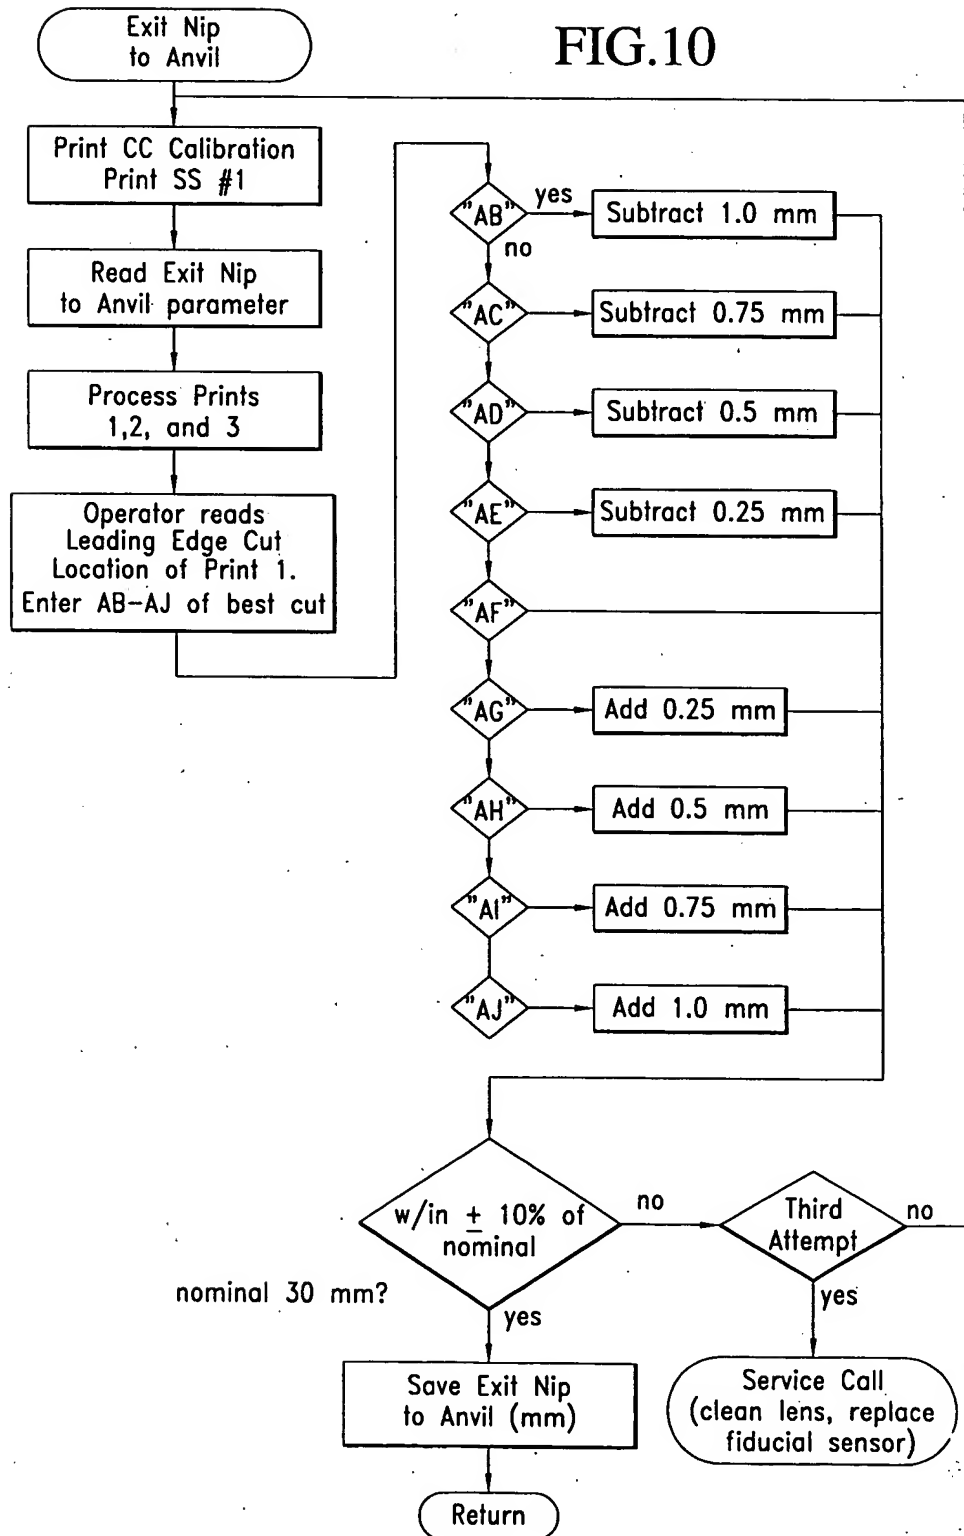 Exit Nip
to Anvil
FIG.10
Print CC Calibration
Print SS #1
Read Exit Nip
to Anvil parameter
Process Prints
1,2, and 3
Operator reads
Leading Edge Cut
Location of Print 1.
Enter AB-AJ of best cut
"AB"
yes
Subtract 1.0 mm
no
"AC"
Subtract 0.75 mm
"AD"
Subtract 0.5 mm
"AE"
Subtract 0.25 mm
"AF"
"AG"
Add 0.25 mm
"AH"
Add 0.5 mm
"AI"
Add 0.75 mm
"AJ"
Add 1.0 mm
w/in ± 10% of
nominal
no
nominal 30 mm?
yes
Third
Attempt
no
yes
Save Exit Nip
to Anvil (mm)
Service Call
(clean lens, replace
fiducial sensor)
Return